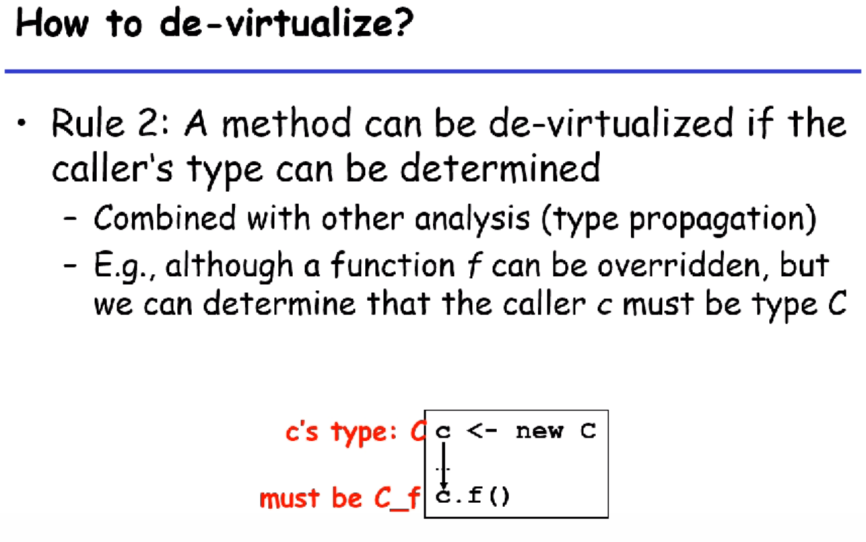 How to de-virtualize?
• Rule 2: A method can be de-virtualized if the
caller's type can be determined
– Combined with other analysis (type propagation)
– E.g., although a function f can be overridden, but
we can determine that the caller c must be type C
c's type: C c <- new C
...
must be C_f c.f()